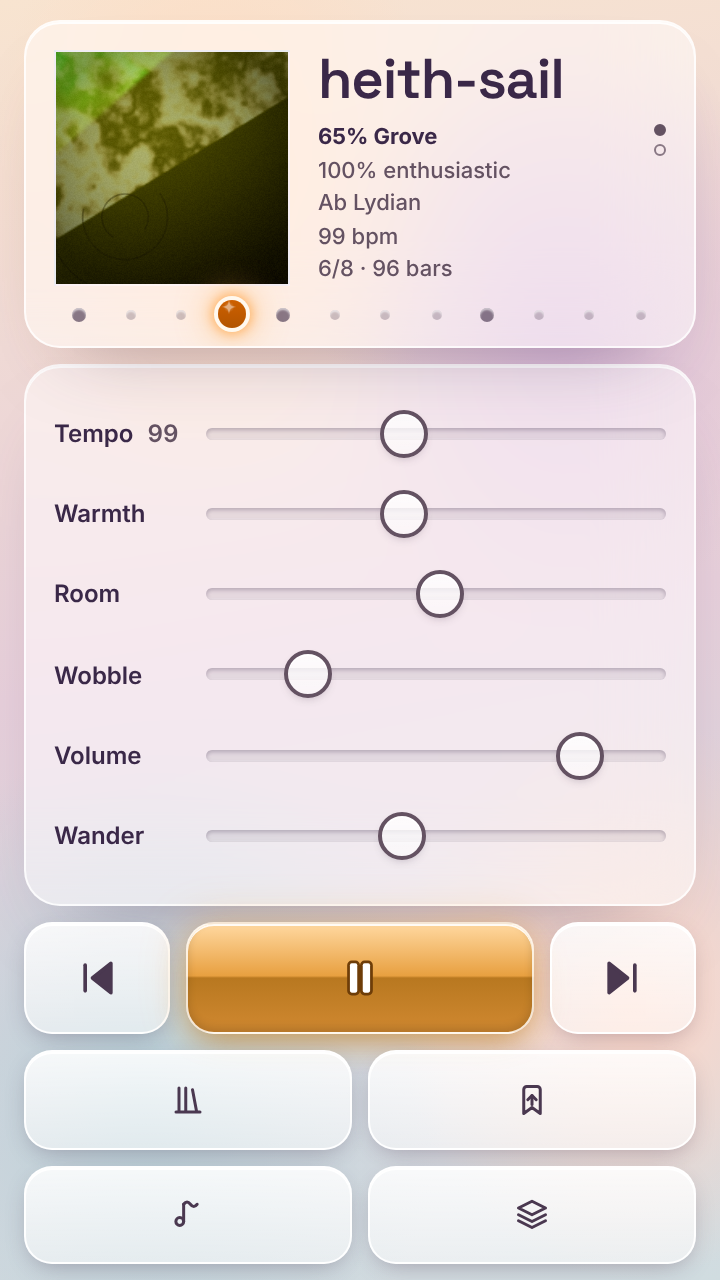 heith-sail
65% Grove
100% enthusiastic
Ab Lydian
99 bpm
6/8 · 96 bars
Tempo 99
Warmth
Room
Wobble
Volume
Wander